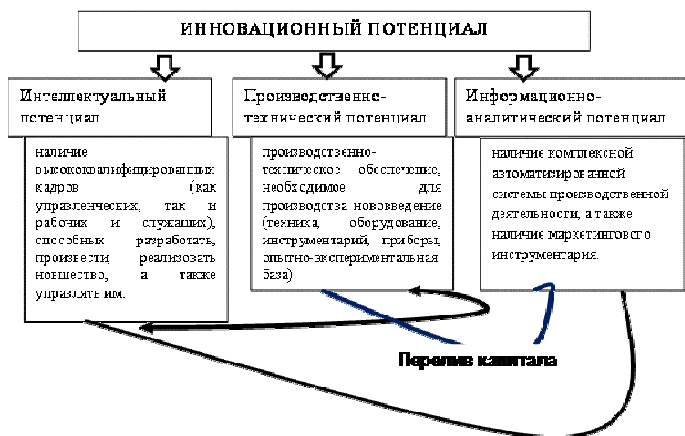 ИННОВАЦИОННЫЙ ПОТЕНЦИАЛ
Интеллектуальный
потенциал
Производственно-
технический потенциал
Информационно-
аналитический потенциал
наличие
высококвалифицированных
кадров (как
управленческих, так и
рабочих и служащих),
способных разработать,
произвести, реализовать
новшество, а также
управлять им.
производственно-
техническое обеспечение,
необходимое для
производства нововведение
(техника, оборудование,
инструментарий, приборы,
опытно-экспериментальная
база)
наличие комплексной
автоматизированной
системы производственной
деятельности, а также
наличие маркетингового
инструментария.
Перелив капитала